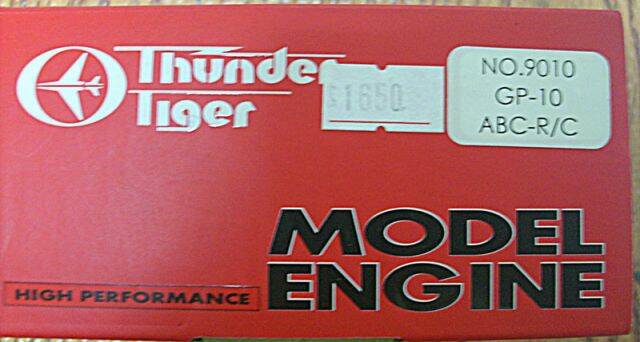 Thunder
Tiger
$1650
NO.9010
GP-10
ABC-R/C
MODEL
ENGINE
HIGH PERFORMANCE